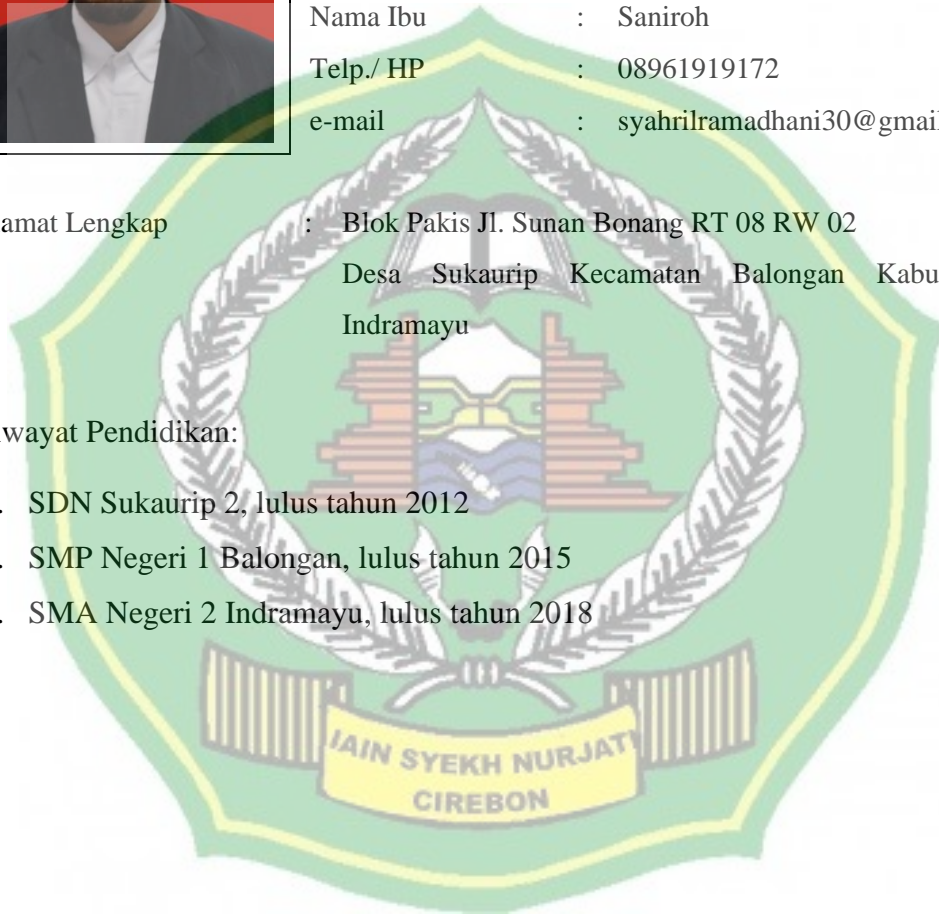 Nama Ibu : Saniroh
Telp./ HP : 08961919172
e-mail : syahrilramadhani30@gmai
amat Lengkap : Blok Pakis Jl. Sunan Bonang RT 08 RW 02
Desa Sukaurip Kecamatan Balongan Kabu
Indramayu
wayat Pendidikan:
. SDN Sukaurip 2, lulus tahun 2012
. SMP Negeri 1 Balongan, lulus tahun 2015
. SMA Negeri 2 Indramayu, lulus tahun 2018
IAIN SYEKH NURJATI
CIREBON